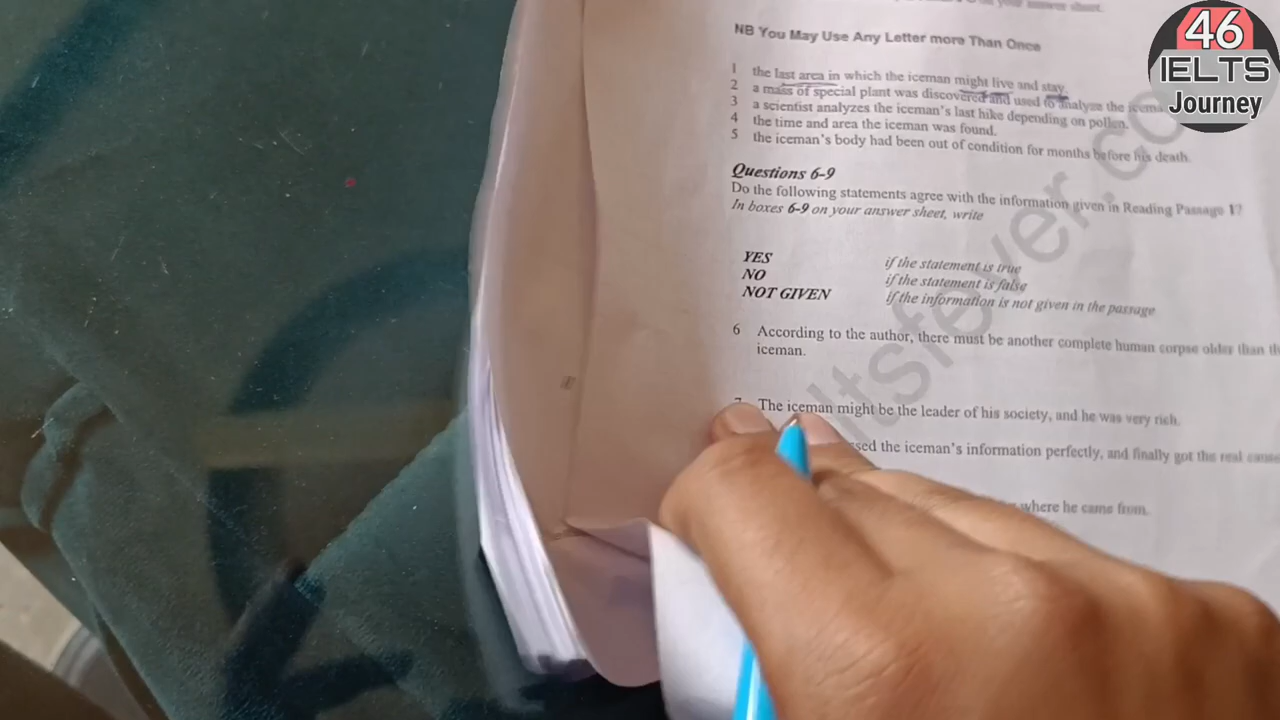 your answer sheet.
NB You May Use Any Letter more Than Once
1 the last area in which the iceman might live and stay.
2 a mass of special plant was discovered and used to analyze the
3 a scientist analyzes the iceman's last hike depending on pollen.
4 the time and area the iceman was found.
5 the iceman's body had been out of condition for months before his death.
Questions 6-9
Do the following statements agree with the information given in Reading Passage 1?
In boxes 6-9 on your answer sheet, write
YES if the statement is true
NO if the statement is false
NOT GIVEN if the information is not given in the passage
6 According to the author, there must be another complete human corpse older than
iceman.
The iceman might be the leader of his society, and he was very rich.
the iceman's information perfectly, and finally got the real cause
where he came from.
46
IELTS
Journey